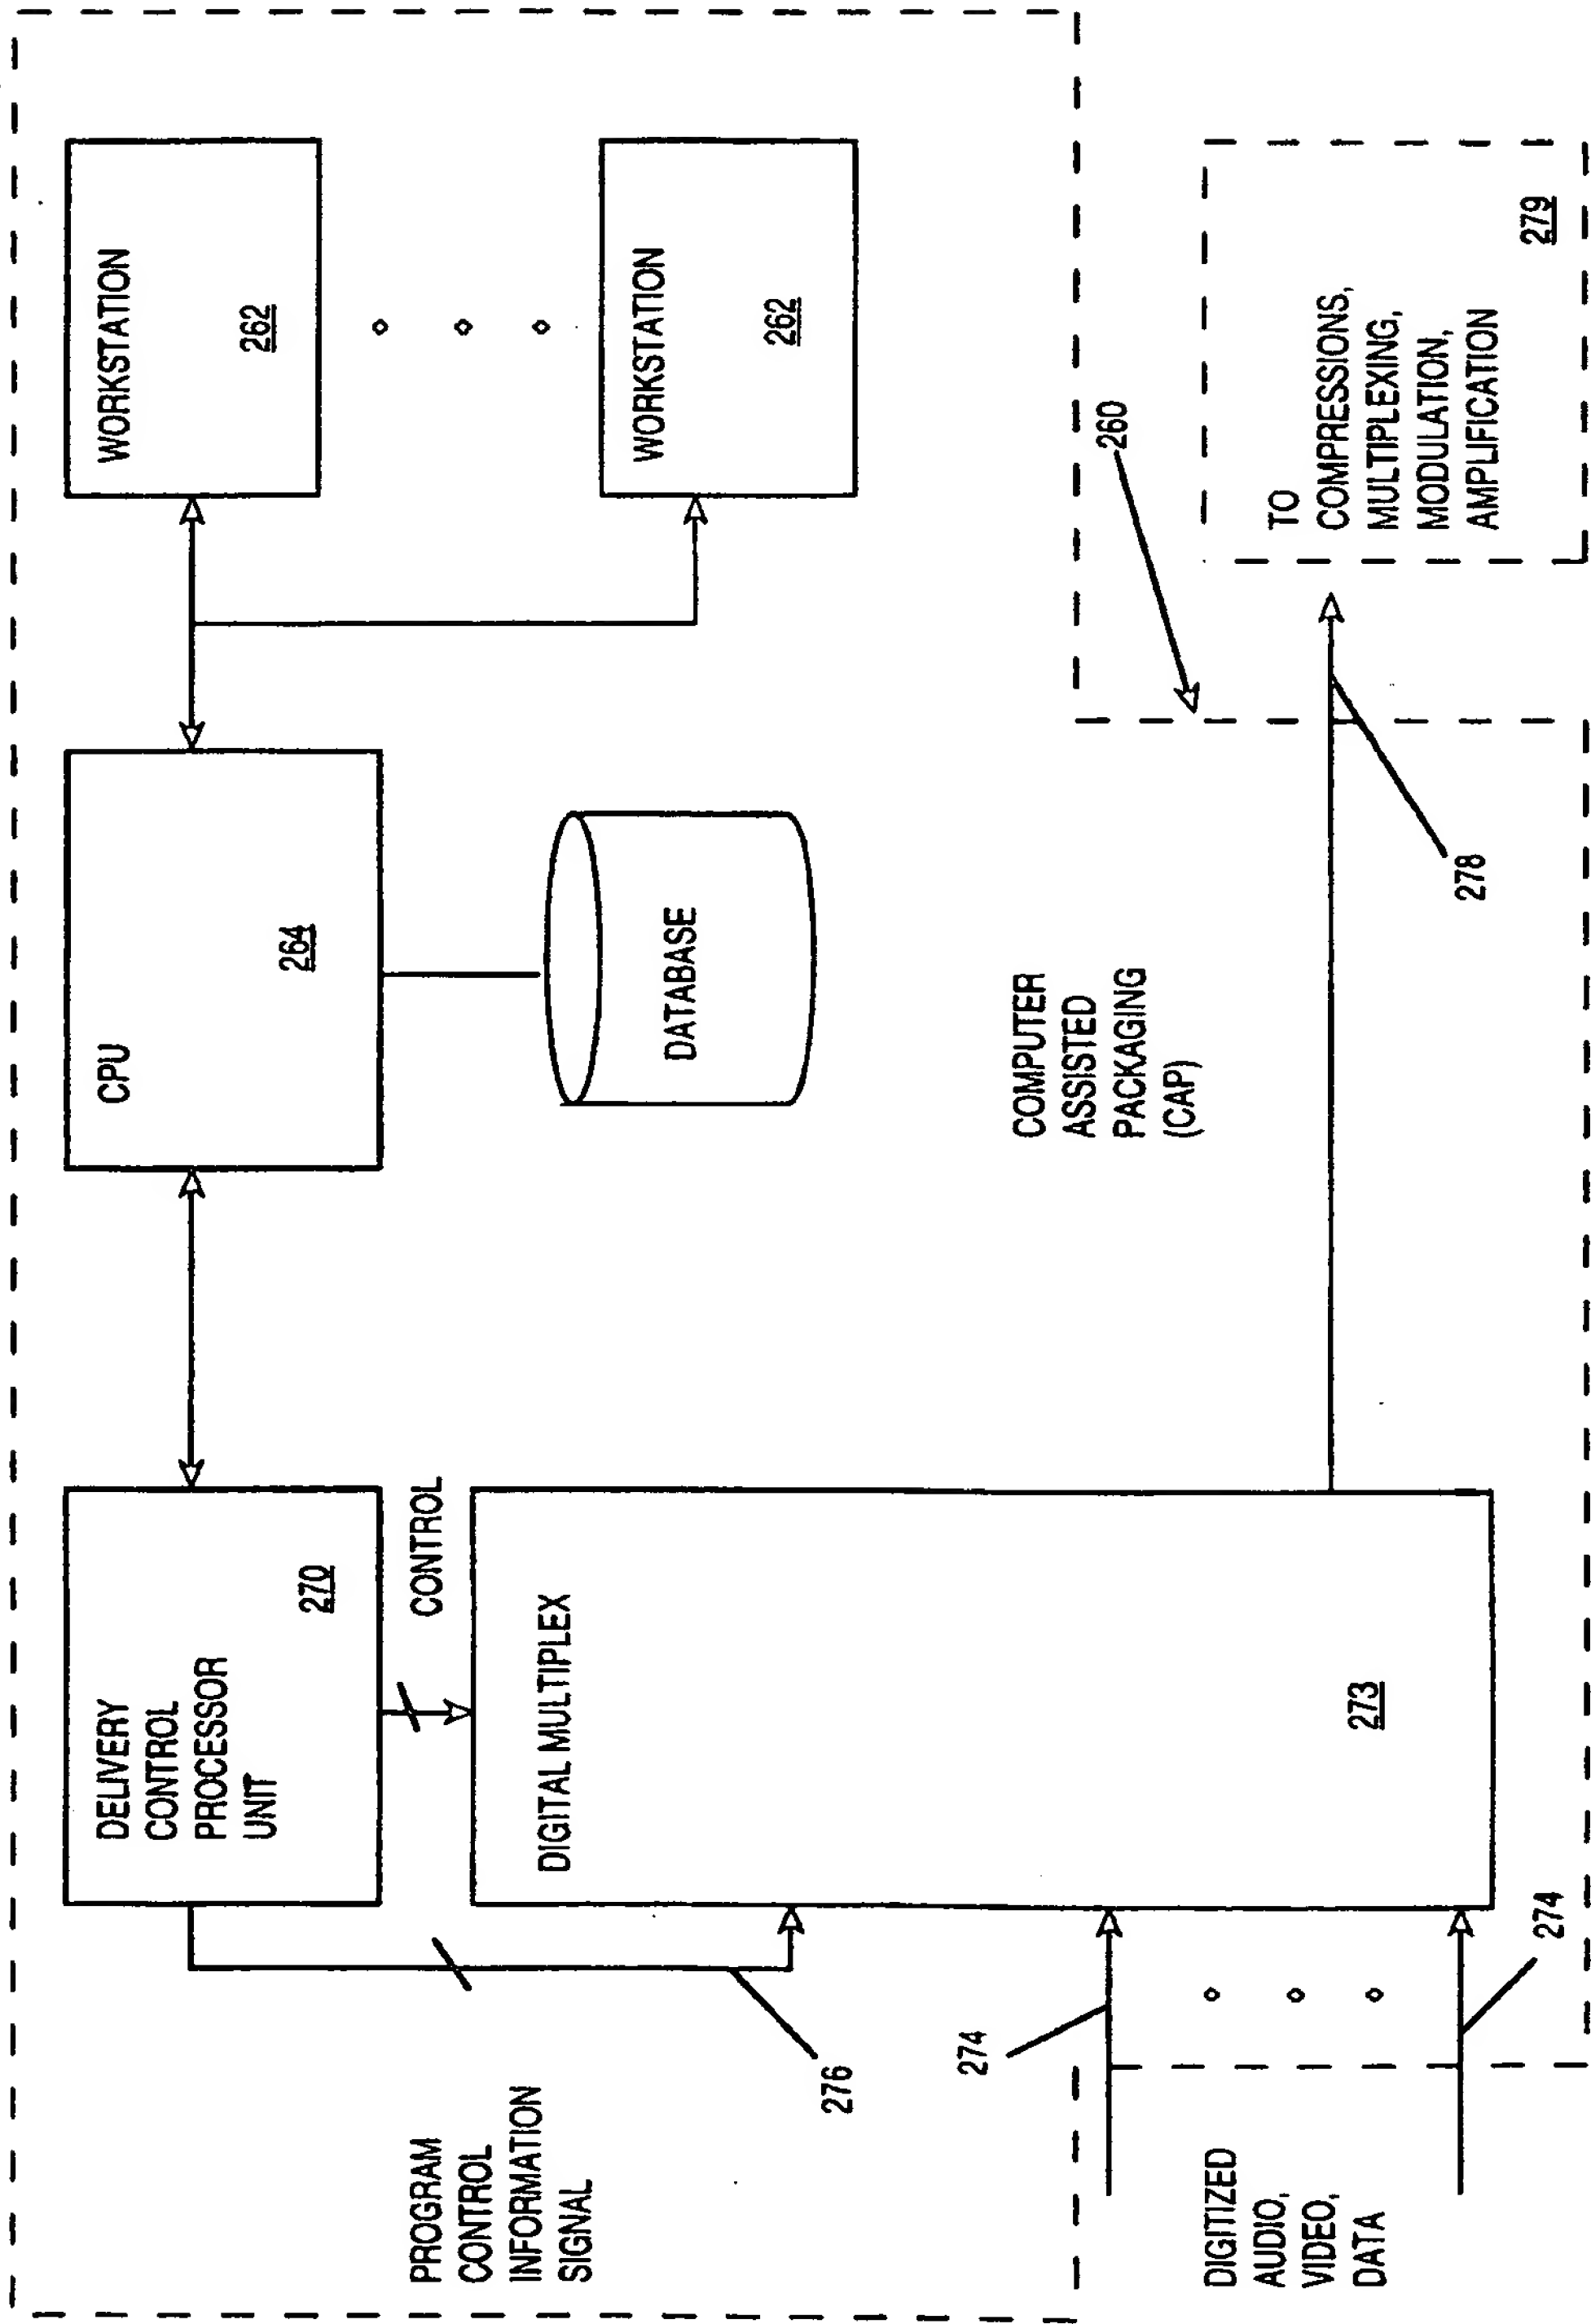 DELIVERY
CONTROL
PROCESSOR
UNIT
270
CPU
264
WORKSTATION
262
CONTROL
DATABASE
WORKSTATION
262
PROGRAM
CONTROL
INFORMATION
SIGNAL
276
DIGITAL MULTIPLEX
273
COMPUTER
ASSISTED
PACKAGING
(CAP)
260
274
DIGITIZED
AUDIO,
VIDEO,
DATA
274
278
TO
COMPRESSIONS,
MULTIPLEXING,
MODULATION,
AMPLIFICATION
279